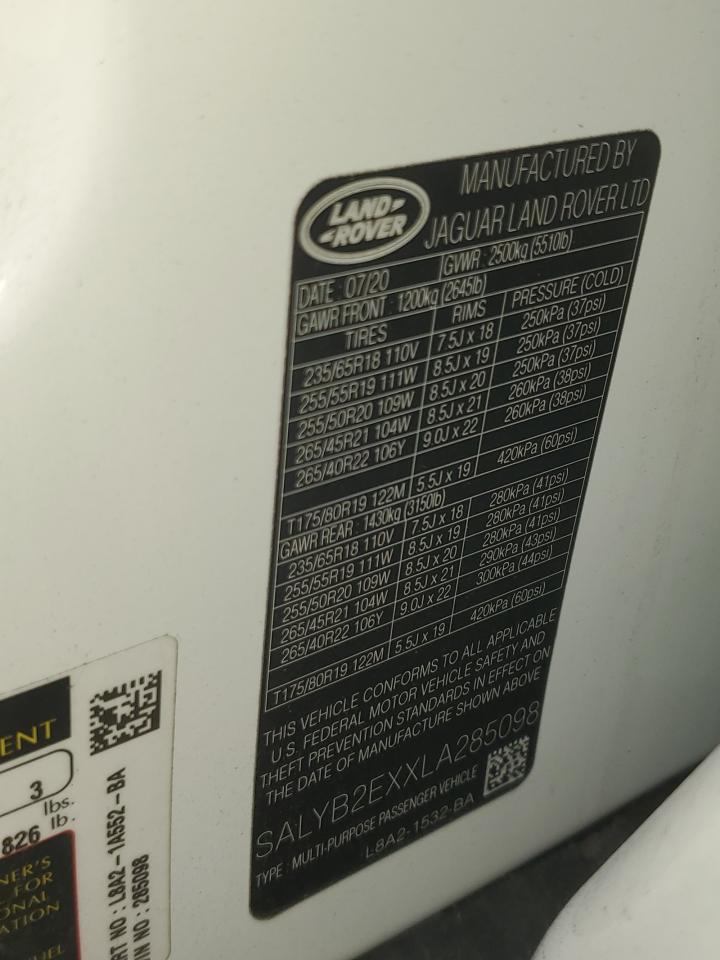 LAND-
-ROVER
MANUFACTURED BY
JAGUAR LAND ROVER LTD
DATE : 07/20 GVWR : 2500kg (5510lb)
GAWR FRONT : 1200kg (2645lb)
TIRES RIMS PRESSURE (COLD)
235/65R18 110V 7.5J x 18 250kPa (37psi)
255/55R19 111W 8.5J x 19 250kPa (37psi)
255/50R20 109W 8.5J x 20 250kPa (37psi)
265/45R21 104W 8.5J x 21 260kPa (38psi)
265/40R22 106Y 9.0J x 22 260kPa (38psi)
T175/80R19 122M 5.5J x 19 420kPa (60psi)
GAWR REAR : 1430kg (3150lb)
235/65R18 110V 7.5J x 18 280kPa (41psi)
255/55R19 111W 8.5J x 19 280kPa (41psi)
255/50R20 109W 8.5J x 20 280kPa (41psi)
265/45R21 104W 8.5J x 21 290kPa (43psi)
265/40R22 106Y 9.0J x 22 300kPa (44psi)
T175/80R19 122M 5.5J x 19 420kPa (60psi)
THIS VEHICLE CONFORMS TO ALL APPLICABLE
U.S. FEDERAL MOTOR VEHICLE SAFETY AND
THEFT PREVENTION STANDARDS IN EFFECT ON
THE DATE OF MANUFACTURE SHOWN ABOVE
SALYB2EXXLA285098
TYPE : MULTI-PURPOSE PASSENGER VEHICLE
L8A2-1532-BA
ENT
3
lbs.
826 lb.
NER'S
FOR
ONAL
ATION
UEL
RT NO : L8A2-1A552-BA
VIN NO : 285098